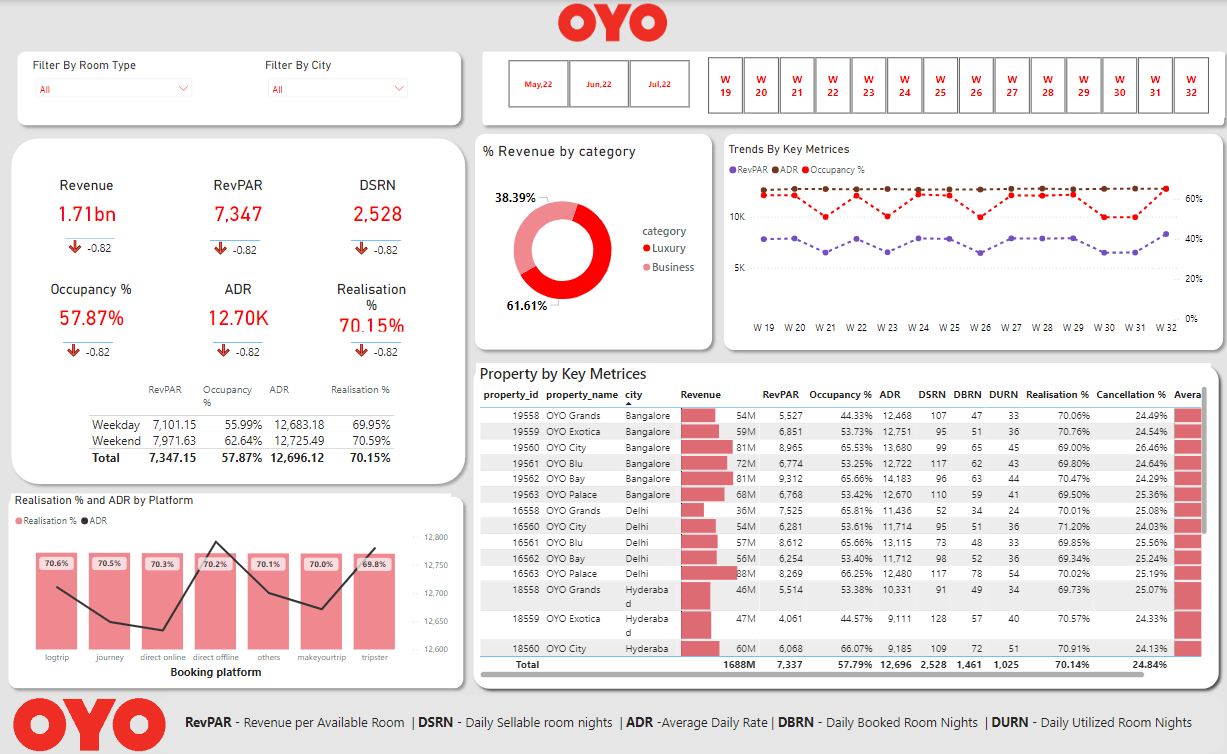 OYO
Filter By Room Type
All
Filter By City
All
May,22 Jun,22 Jul,22
W 19 W 20 W 21 W 22 W 23 W 24 W 25 W 26 W 27 W 28 W 29 W 30 W 31 W 32
Revenue RevPAR DSRN
1.71bn 7,347 2,528
-0.82 -0.82 -0.82
Occupancy % ADR Realisation %
57.87% 12.70K 70.15%
-0.82 -0.82 -0.82
RevPAR Occupancy % ADR Realisation %
Weekday 7,101.15 55.99% 12,683.18 69.95%
Weekend 7,971.63 62.64% 12,725.49 70.59%
Total 7,347.15 57.87% 12,696.12 70.15%
% Revenue by category
38.39%
61.61%
category
Luxury
Business
Trends By Key Metrices
RevPAR ADR Occupancy %
10K
5K
60%
40%
20%
0%
W 19 W 20 W 21 W 22 W 23 W 24 W 25 W 26 W 27 W 28 W 29 W 30 W 31 W 32
Realisation % and ADR by Platform
Realisation % ADR
70.6% 70.5% 70.3% 70.2% 70.1% 70.0% 69.8%
12,800
12,750
12,700
12,650
12,600
logtrip journey direct online direct offline others makeyourtrip tripster
Booking platform
Property by Key Metrices
property_id property_name city Revenue RevPAR Occupancy % ADR DSRN DBRN DURN Realisation % Cancellation % Avera
19558 OYO Grands Bangalore 54M 5,527 44.33% 12,468 107 47 33 70.06% 24.49%
19559 OYO Exotica Bangalore 59M 6,851 53.73% 12,751 95 51 36 70.76% 24.54%
19560 OYO City Bangalore 81M 8,965 65.53% 13,680 99 65 45 69.00% 26.46%
19561 OYO Blu Bangalore 72M 6,774 53.25% 12,722 117 62 43 69.80% 24.64%
19562 OYO Bay Bangalore 81M 9,312 65.66% 14,183 96 63 44 70.47% 24.29%
19563 OYO Palace Bangalore 68M 6,768 53.42% 12,670 110 59 41 69.50% 25.36%
16558 OYO Grands Delhi 36M 7,525 65.81% 11,436 52 34 24 70.01% 25.08%
16560 OYO City Delhi 54M 6,281 53.61% 11,714 95 51 36 71.20% 24.03%
16561 OYO Blu Delhi 57M 8,612 65.66% 13,115 73 48 33 69.85% 25.56%
16562 OYO Bay Delhi 56M 6,254 53.40% 11,712 98 52 36 69.34% 25.24%
16563 OYO Palace Delhi 88M 8,269 66.25% 12,480 117 78 54 70.02% 25.19%
18558 OYO Grands Hyderabad 46M 5,514 53.38% 10,331 91 49 34 69.73% 25.07%
18559 OYO Exotica Hyderabad 47M 4,061 44.57% 9,111 128 57 40 70.57% 24.33%
18560 OYO City Hyderaba 60M 6,068 66.07% 9,185 109 72 51 70.91% 24.13%
Total 1688M 7,337 57.79% 12,696 2,528 1,461 1,025 70.14% 24.84%
OYO
RevPAR - Revenue per Available Room | DSRN - Daily Sellable room nights | ADR -Average Daily Rate | DBRN - Daily Booked Room Nights | DURN - Daily Utilized Room Nights